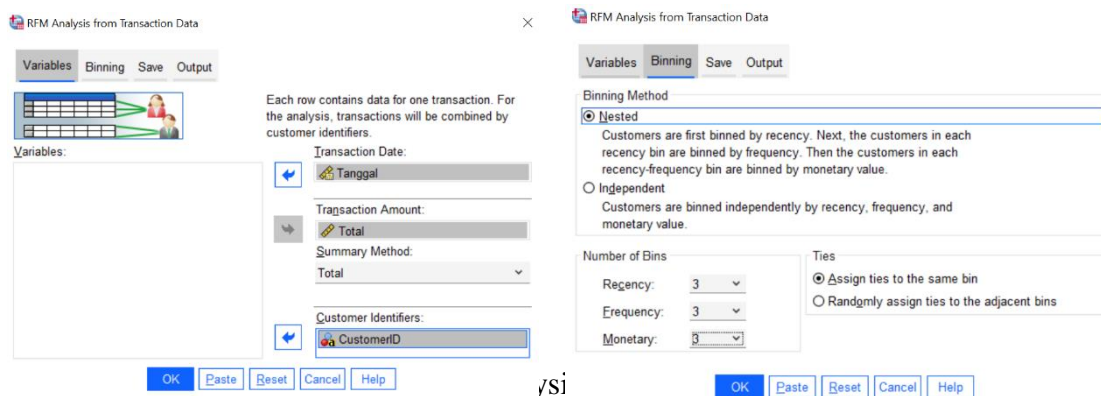 RFM Analysis from Transaction Data
Variables Binning Save Output
Each row contains data for one transaction. For
the analysis, transactions will be combined by
customer identifiers.
Variables:
Transaction Date:
Tanggal
Transaction Amount:
Total
Summary Method:
Total
Customer Identifiers:
CustomerID
OK Paste Reset Cancel Help
RFM Analysis from Transaction Data
Variables Binning Save Output
Binning Method
Nested
Customers are first binned by recency. Next, the customers in each
recency bin are binned by frequency. Then the customers in each
recency-frequency bin are binned by monetary value.
Independent
Customers are binned independently by recency, frequency, and
monetary value.
Number of Bins
Recency: 3
Frequency: 3
Monetary: 3
Ties
Assign ties to the same bin
Randomly assign ties to the adjacent bins
OK Paste Reset Cancel Help